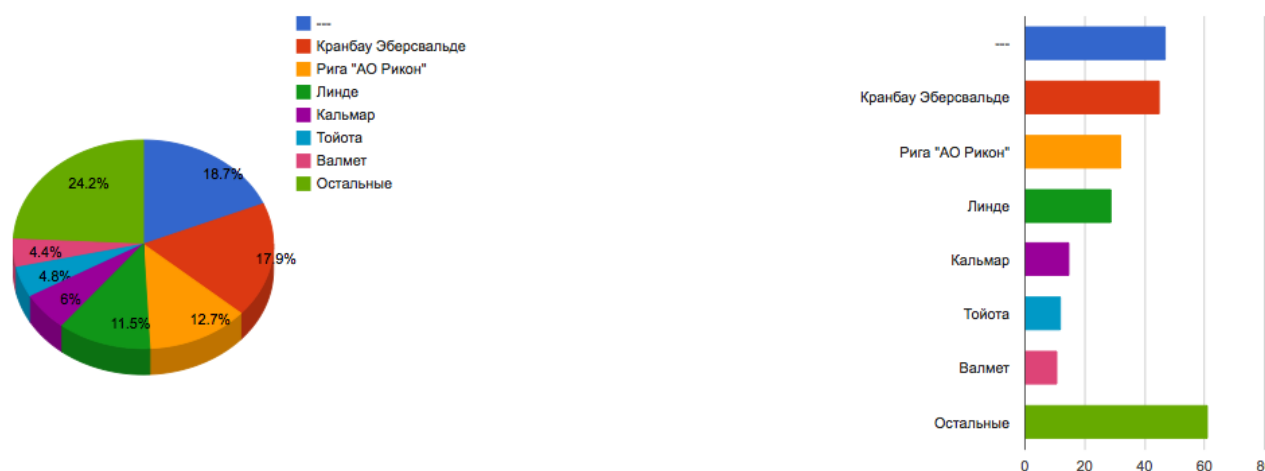 ---
Кранбау Эберсвальде
Рига "АО Рикон"
Линде
Кальмар
Тойота
Валмет
Остальные
18.7%
24.2%
17.9%
4.4%
4.8%
6%
11.5%
12.7%
---
Кранбау Эберсвальде
Рига "АО Рикон"
Линде
Кальмар
Тойота
Валмет
Остальные
0 20 40 60 8